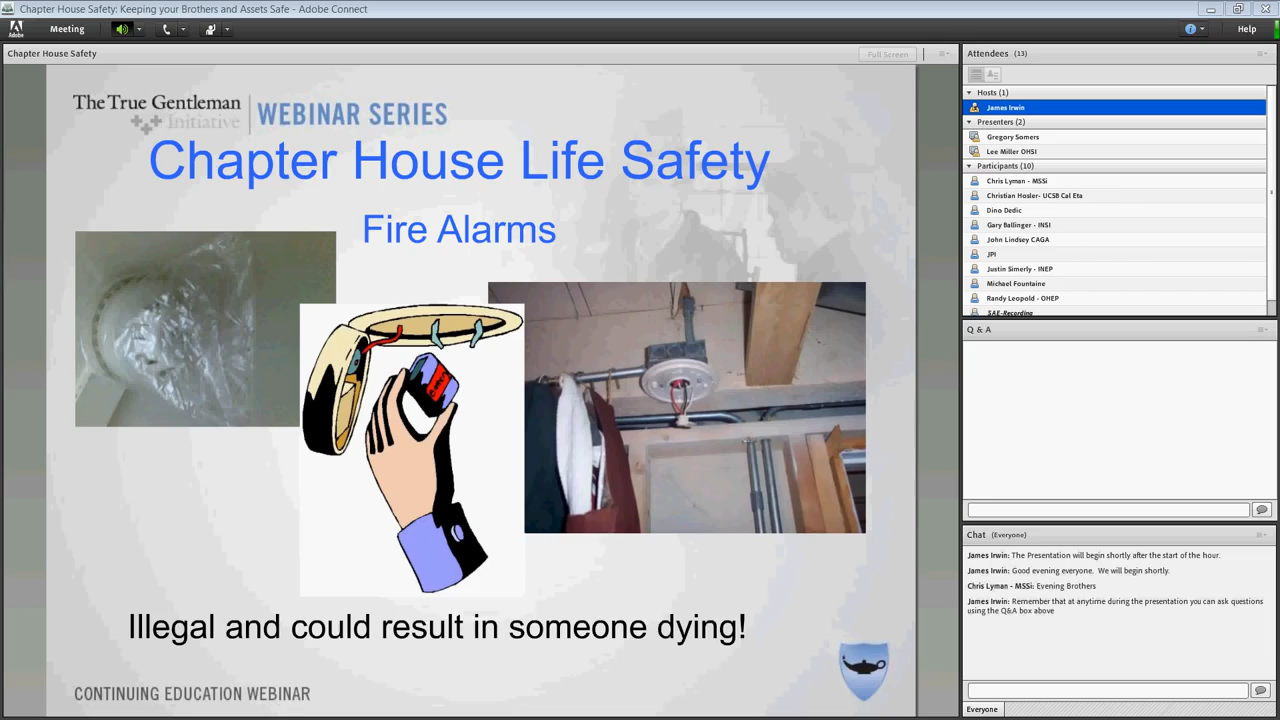 Chapter House Safety: Keeping your Brothers and Assets Safe - Adobe Connect
Adobe
Meeting
Help
Chapter House Safety
Full Screen
The True Gentleman
Initiative
WEBINAR SERIES
Chapter House Life Safety
Fire Alarms
Illegal and could result in someone dying!
CONTINUING EDUCATION WEBINAR
Attendees (13)
Hosts (1)
James Irwin
Presenters (2)
Gregory Somers
Lee Miller OHSI
Participants (10)
Chris Lyman - MSSi
Christian Hosler- UCSB Cal Eta
Dino Dedic
Gary Ballinger - INSI
John Lindsey CAGA
JPI
Justin Simerly - INEP
Michael Fountaine
Randy Leopold - OHEP
SAE-Recording
Q & A
Chat (Everyone)
James Irwin: The Presentation will begin shortly after the start of the hour.
James Irwin: Good evening everyone. We will begin shortly.
Chris Lyman - MSSi: Evening Brothers
James Irwin: Remember that at anytime during the presentation you can ask questions
using the Q&A box above
Everyone